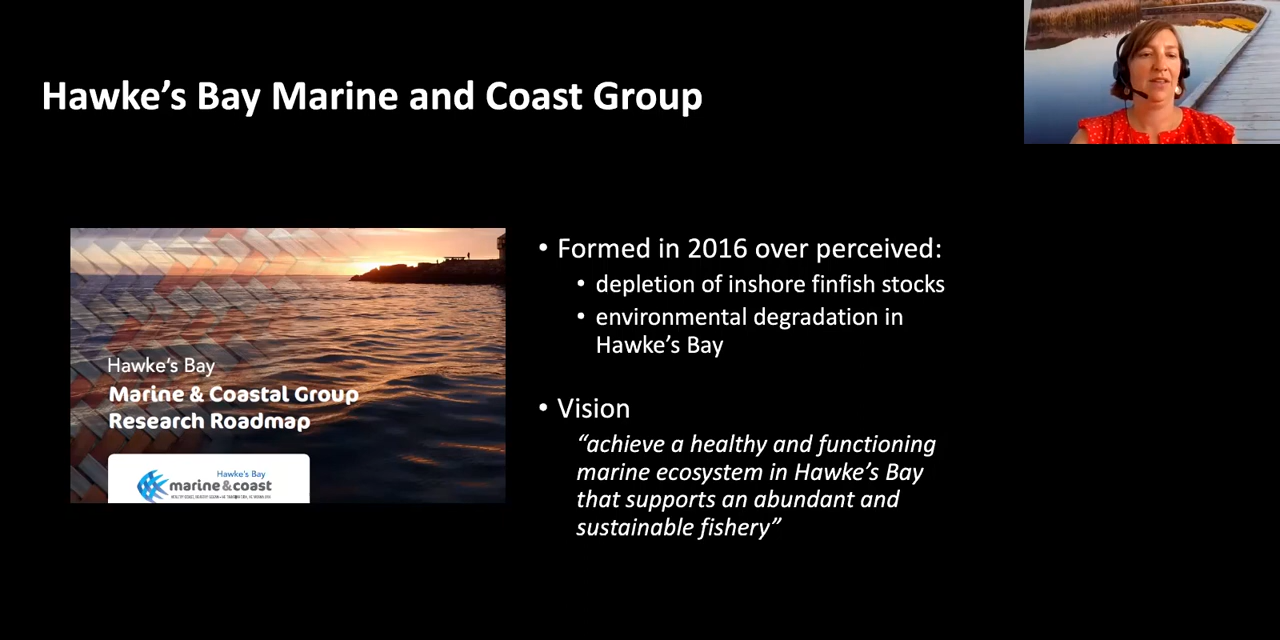 Hawke’s Bay Marine and Coast Group
Hawke’s Bay
Marine & Coastal Group
Research Roadmap
Hawke’s Bay
marine&coast
• Formed in 2016 over perceived:
• depletion of inshore finfish stocks
• environmental degradation in
Hawke’s Bay
• Vision
“achieve a healthy and functioning
marine ecosystem in Hawke’s Bay
that supports an abundant and
sustainable fishery”